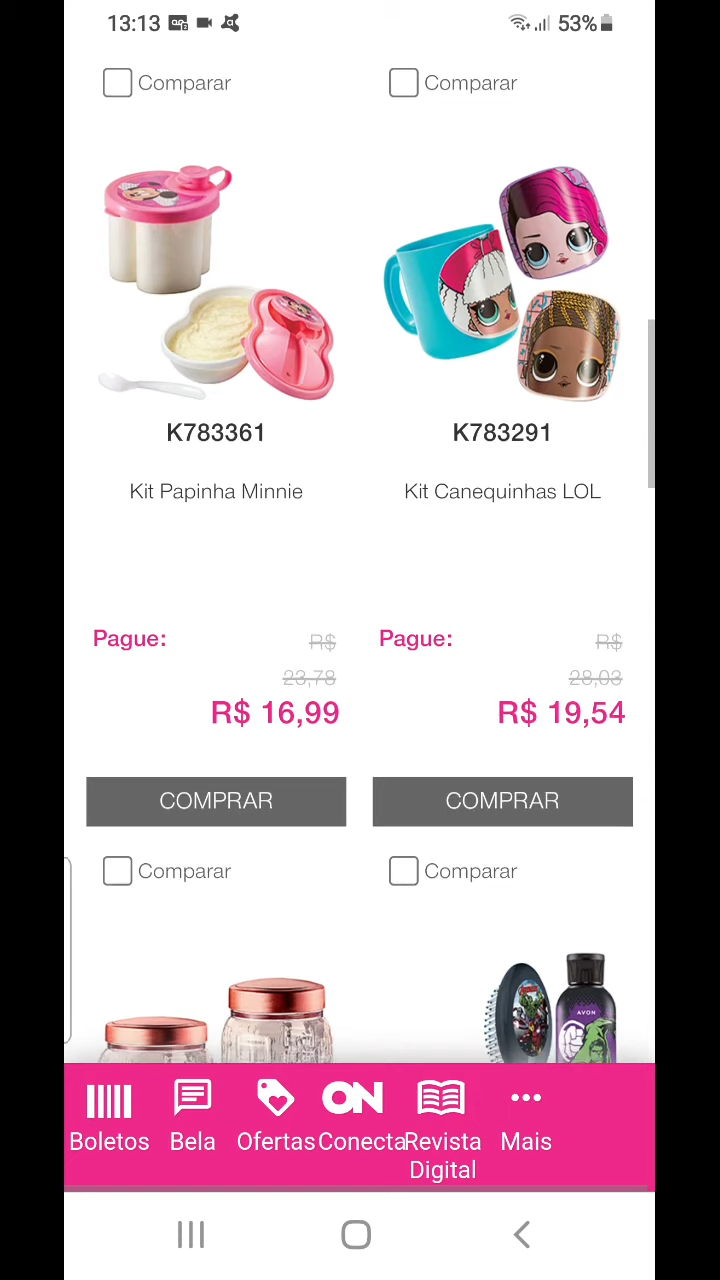 13:13
53%
Comparar
Comparar
K783361
K783291
Kit Papinha Minnie
Kit Canequinhas LOL
Pague:
R$
23,78
R$ 16,99
Pague:
R$
28,03
R$ 19,54
COMPRAR
COMPRAR
Comparar
Comparar
AVON
ON
Boletos
Bela
Ofertas
Conecta
Revista
Digital
Mais